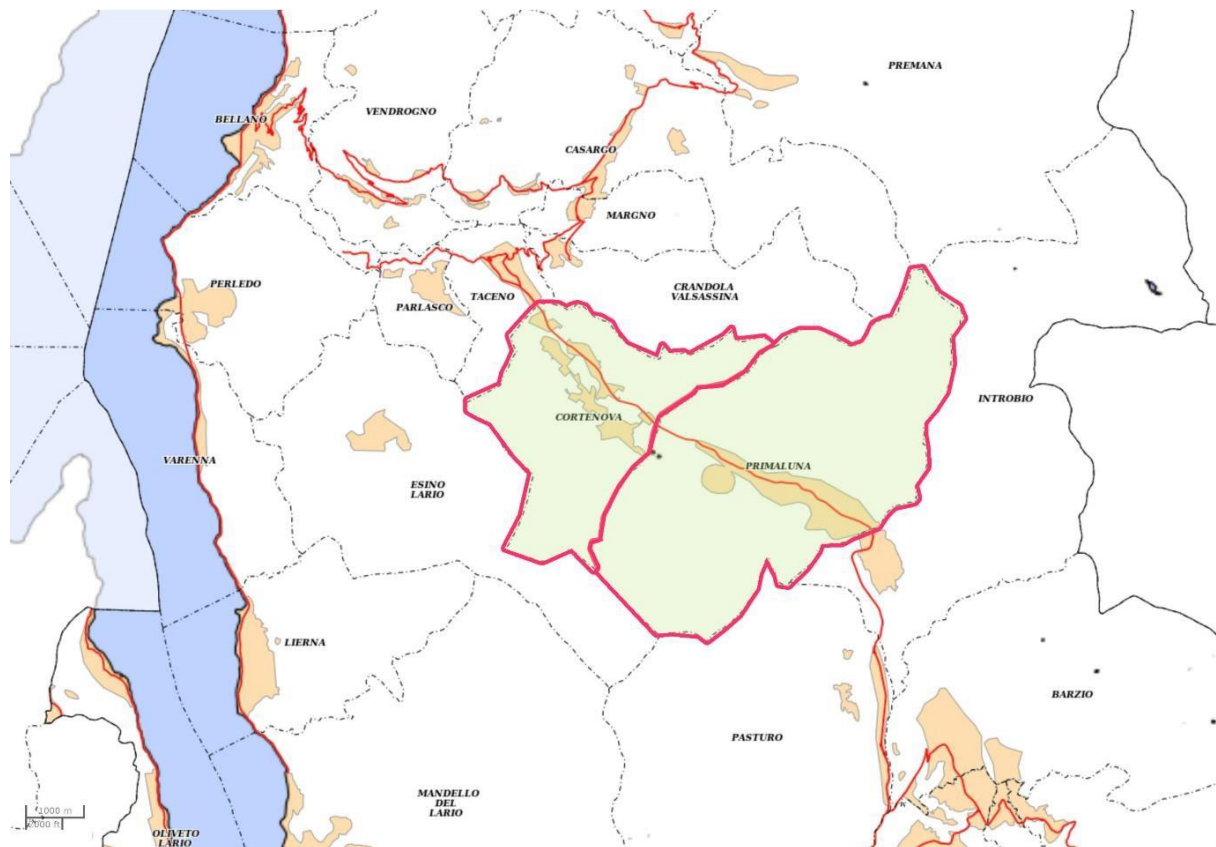 PREMANA
VENDROGNO
BELLANO
CASARGO
MARGNO
PERLEDO
CRANDOLA
VALSASSINA
TACENO
PARLASCO
INTROBIO
CORTENOVA
VARENNA
PRIMALUNA
ESINO
LARIO
LIERNA
BARZIO
PASTURO
MANDELLO
DEL
LARIO
1000 m
2000 ft
OLIVETO
LARIO